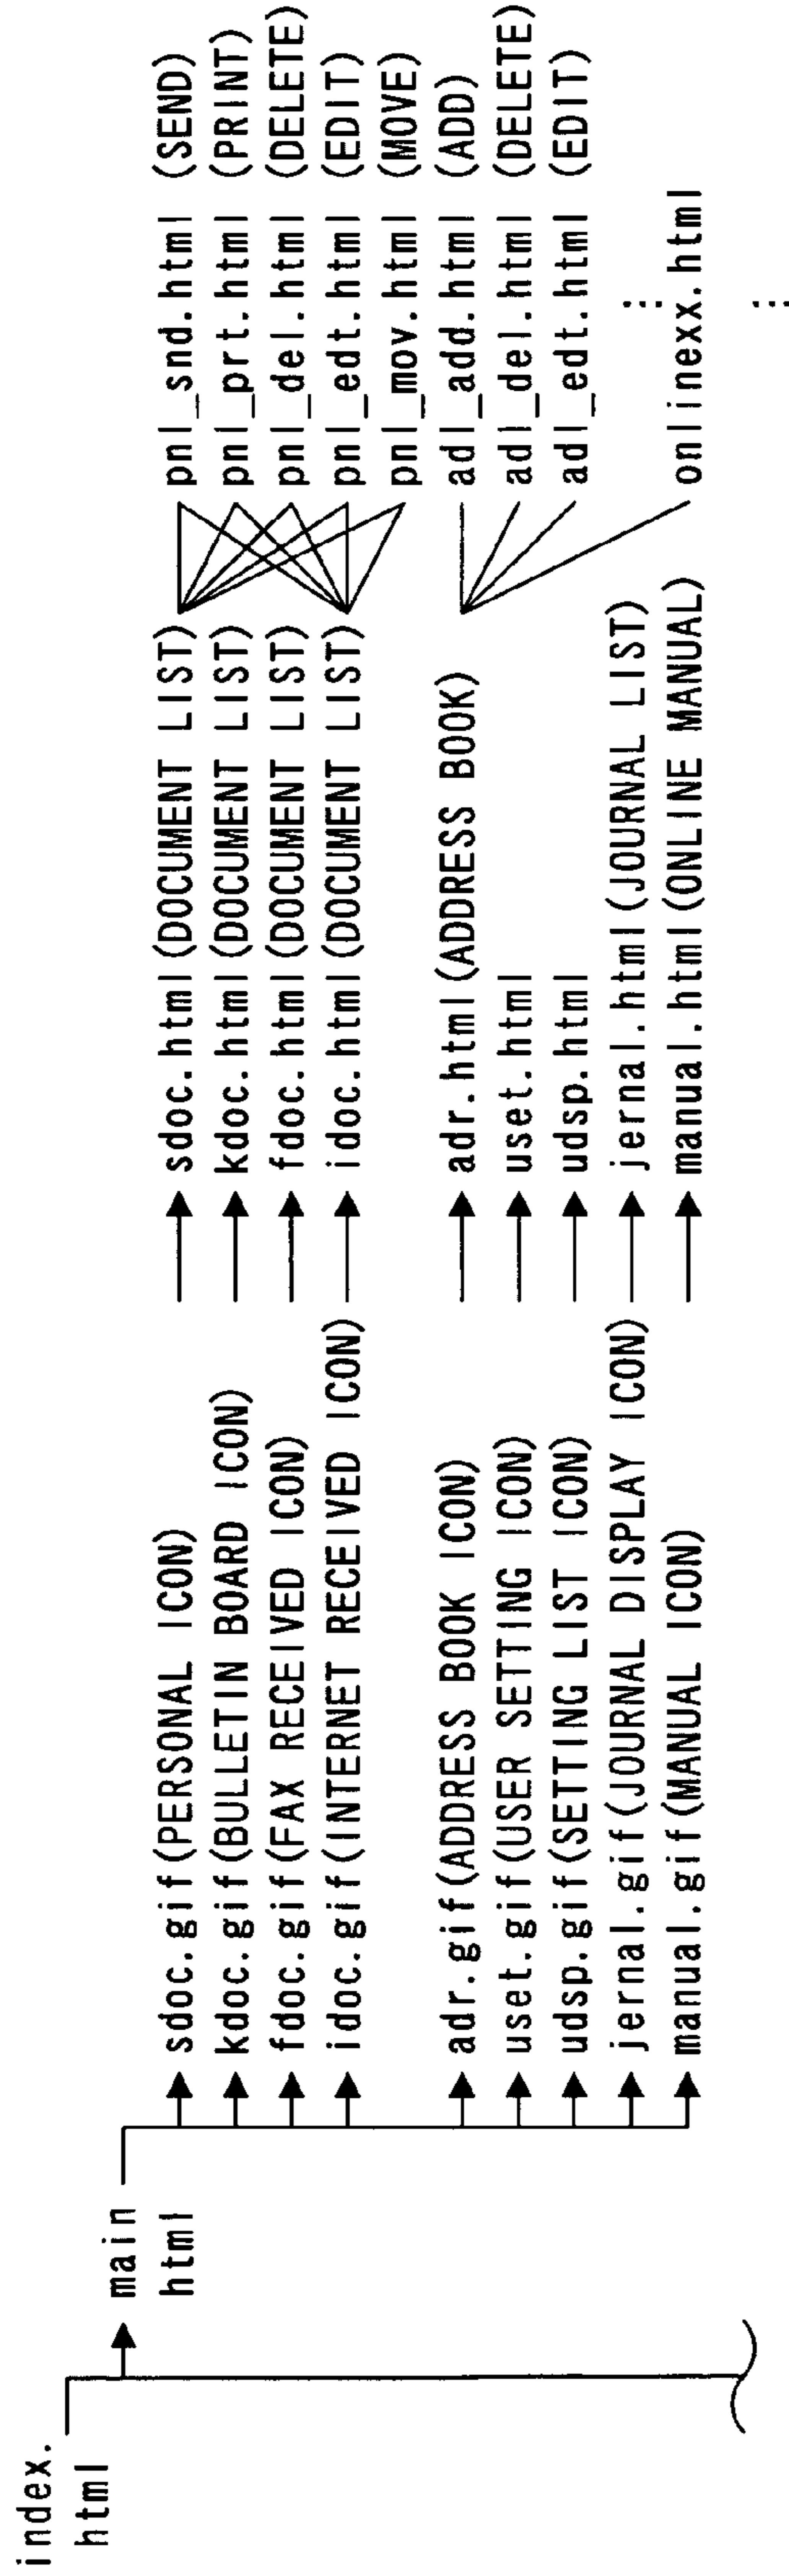 index.
html
main
html
sdoc.gif(PERSONAL ICON)
kdoc.gif(BULLETIN BOARD ICON)
fdoc.gif(FAX RECEIVED ICON)
idoc.gif(INTERNET RECEIVED ICON)
adr.gif(ADDRESS BOOK ICON)
uset.gif(USER SETTING ICON)
udsp.gif(SETTING LIST ICON)
jernal.gif(JOURNAL DISPLAY ICON)
manual.gif(MANUAL ICON)
sdoc.html(DOCUMENT LIST)
kdoc.html(DOCUMENT LIST)
fdoc.html(DOCUMENT LIST)
idoc.html(DOCUMENT LIST)
adr.html(ADDRESS BOOK)
uset.html
udsp.html
jernal.html(JOURNAL LIST)
manual.html(ONLINE MANUAL)
pnl_snd.html (SEND)
pnl_prt.html (PRINT)
pnl_del.html (DELETE)
pnl_edt.html (EDIT)
pnl_mov.html (MOVE)
adl_add.html (ADD)
adl_del.html (DELETE)
adl_edt.html (EDIT)
onlinexx.html